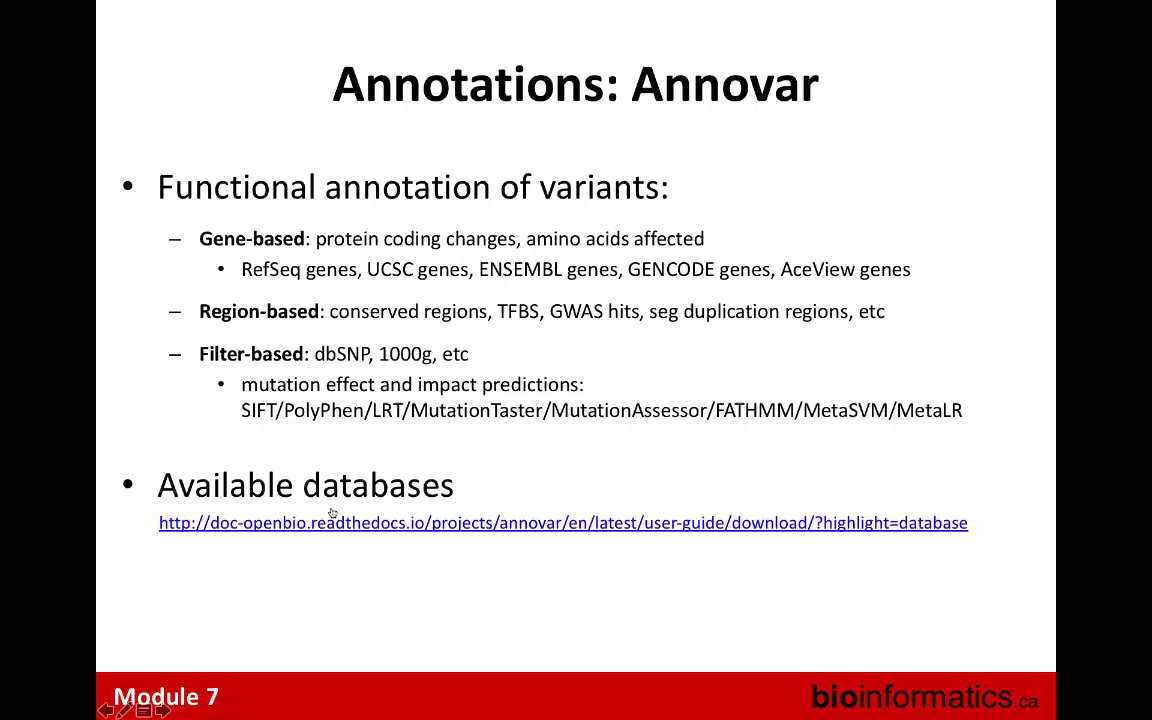 Annotations: Annovar
• Functional annotation of variants:
– Gene-based: protein coding changes, amino acids affected
• RefSeq genes, UCSC genes, ENSEMBL genes, GENCODE genes, AceView genes
– Region-based: conserved regions, TFBS, GWAS hits, seg duplication regions, etc
– Filter-based: dbSNP, 1000g, etc
• mutation effect and impact predictions:
SIFT/PolyPhen/LRT/MutationTaster/MutationAssessor/FATHMM/MetaSVM/MetaLR
• Available databases
http://doc-openbio.readthedocs.io/projects/annovar/en/latest/user-guide/download/?highlight=database
Module 7
bioinformatics.ca